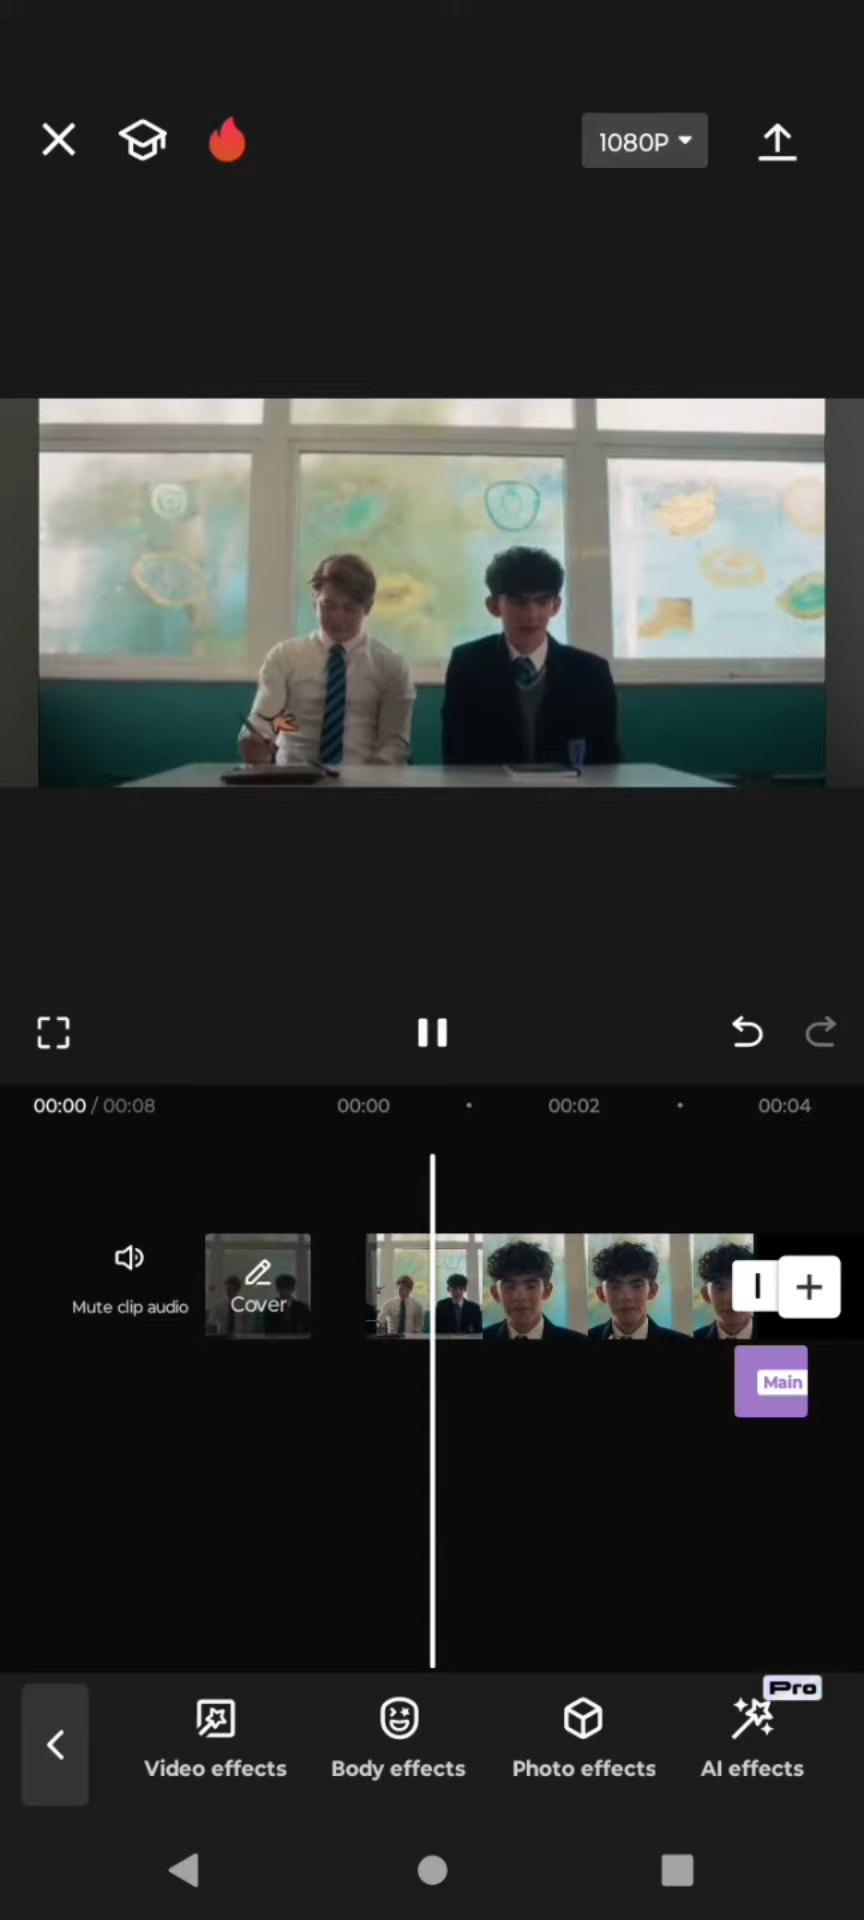 1080P
00:00 / 00:08
00:00
00:02
00:04
Mute clip audio
Cover
Main
Pro
Video effects
Body effects
Photo effects
AI effects